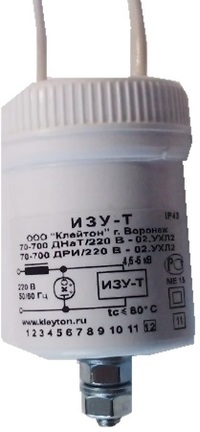 ИЗУ-Т
IP43
ООО "Клейтон" г. Воронеж
70-700 ДНаТ/220 В - 02.УХЛ2
70-700 ДРИ/220 В - 02.УХЛ2
4,5-5 кВ
ИЗУ-Т
220 В
50/60 Гц
tc ≤ 80°C
www.kleyton.ru
1 2 3 4 5 6 7 8 9 10 11 12
11